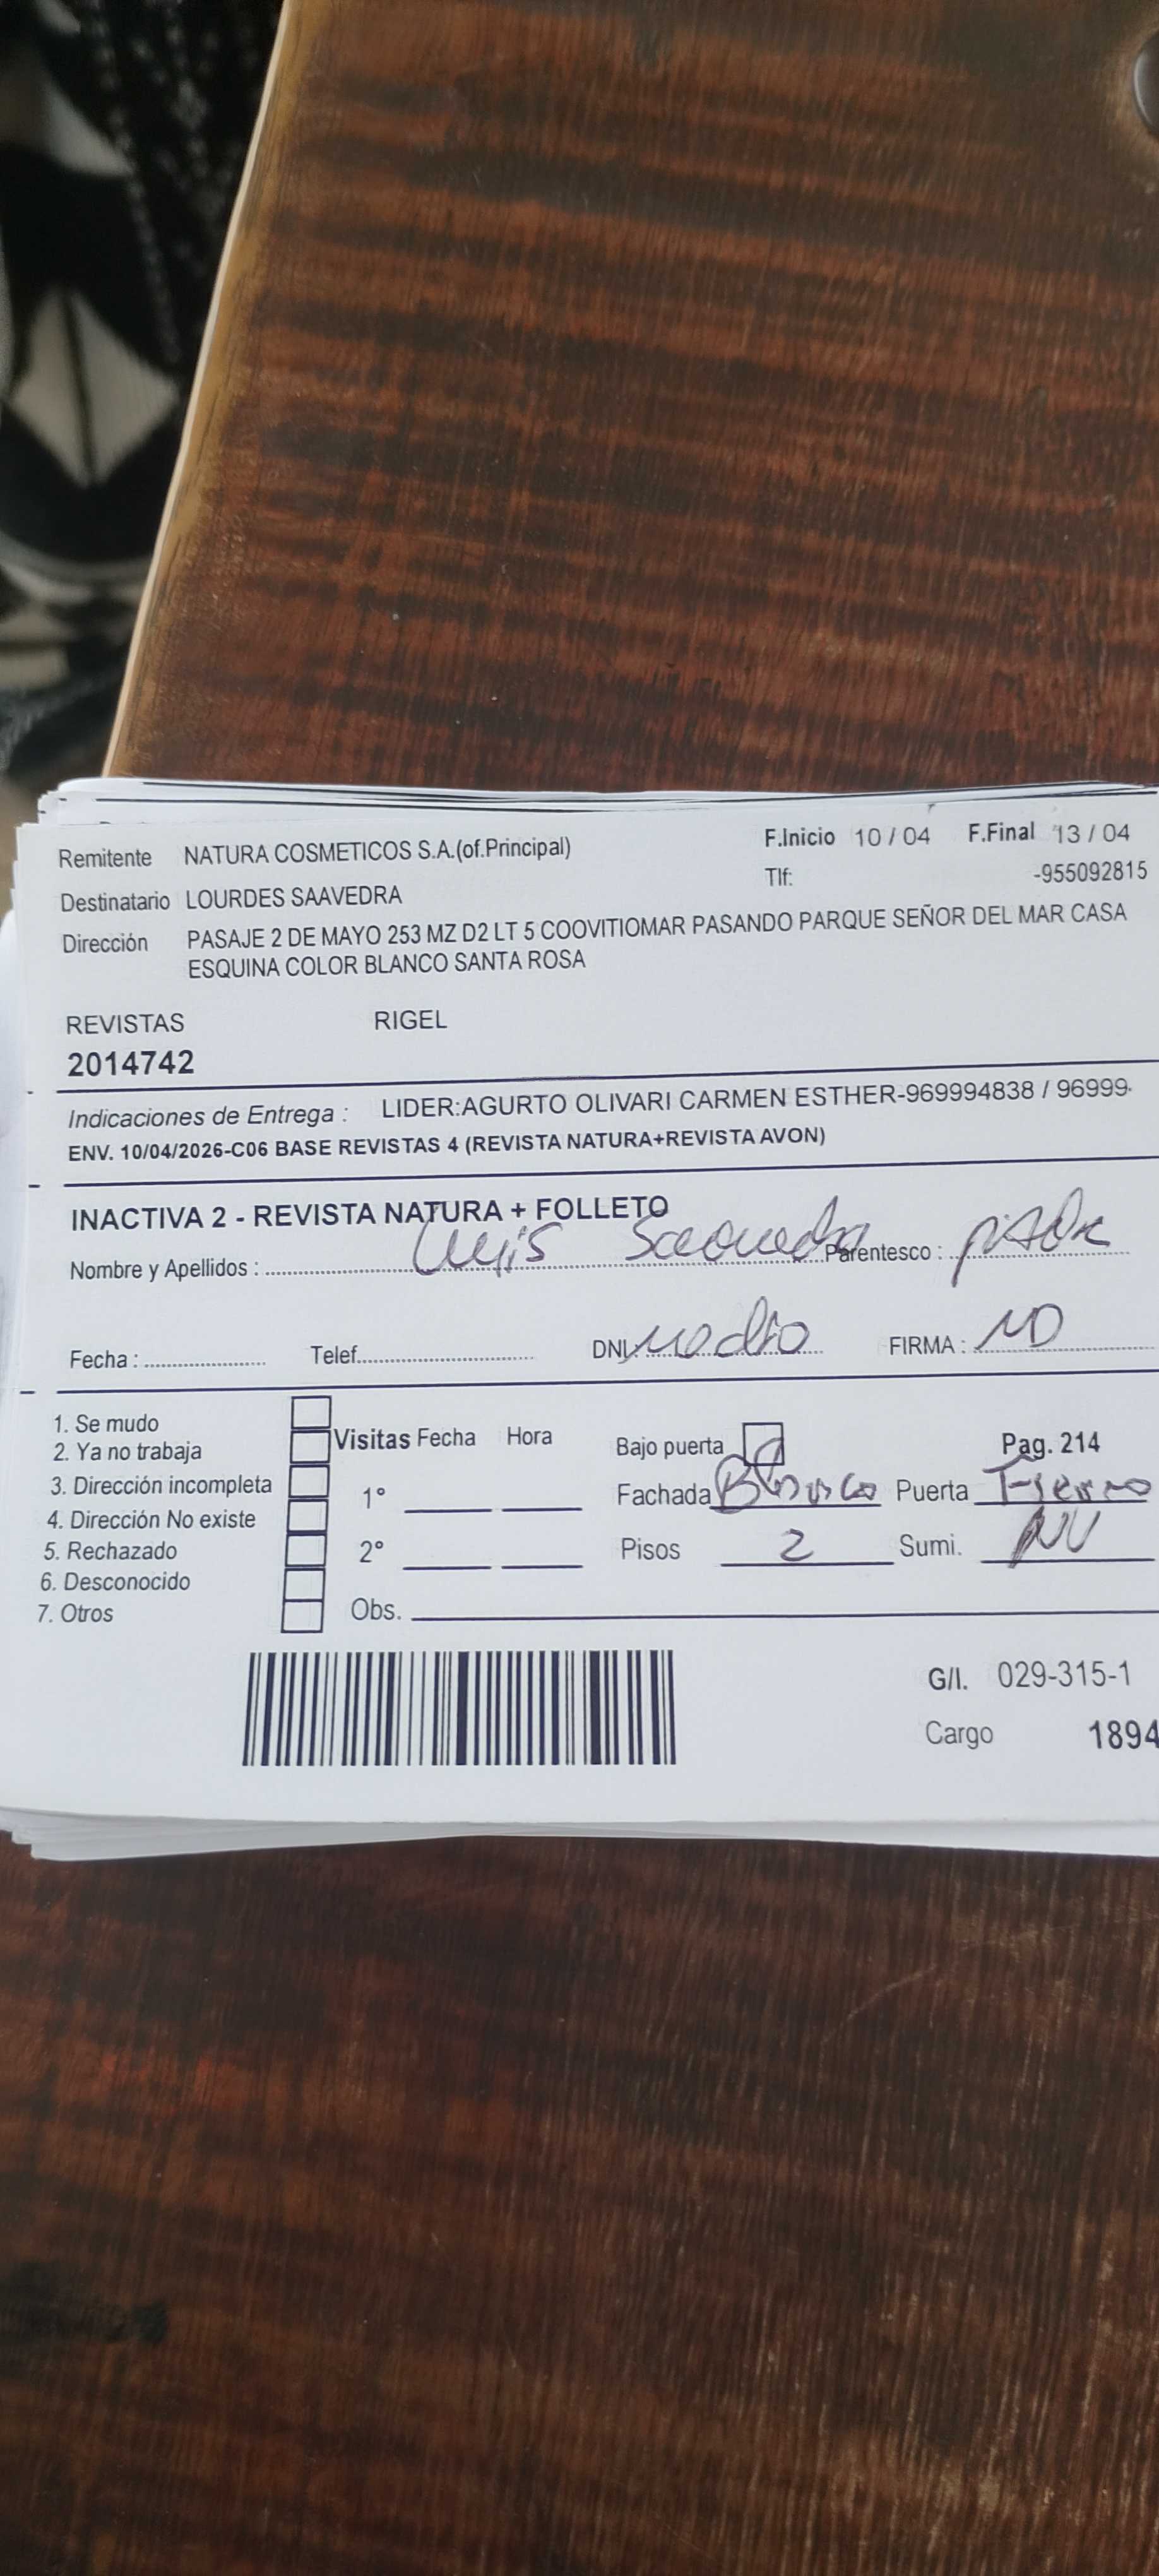 Remitente NATURA COSMETICOS S.A.(of.Principal) F.Inicio 10 / 04 F.Final 13 / 04
Destinatario LOURDES SAAVEDRA Tlf: -955092815
Dirección PASAJE 2 DE MAYO 253 MZ D2 LT 5 COOVITIOMAR PASANDO PARQUE SEÑOR DEL MAR CASA
ESQUINA COLOR BLANCO SANTA ROSA
REVISTAS RIGEL
2014742
Indicaciones de Entrega : LIDER:AGURTO OLIVARI CARMEN ESTHER-969994838 / 96999
ENV. 10/04/2026-C06 BASE REVISTAS 4 (REVISTA NATURA+REVISTA AVON)
INACTIVA 2 - REVISTA NATURA + FOLLETO
Nombre y Apellidos : Luis Saavedra Parentesco :
Fecha : Telef. DNI no dio FIRMA :
1. Se mudo
2. Ya no trabaja Visitas Fecha Hora Bajo puerta Pag. 214
3. Dirección incompleta 1° Fachada Blanco Puerta Fierro
4. Dirección No existe
5. Rechazado 2° Pisos 2 Sumi.
6. Desconocido
7. Otros Obs.
G/I. 029-315-1
Cargo 1894